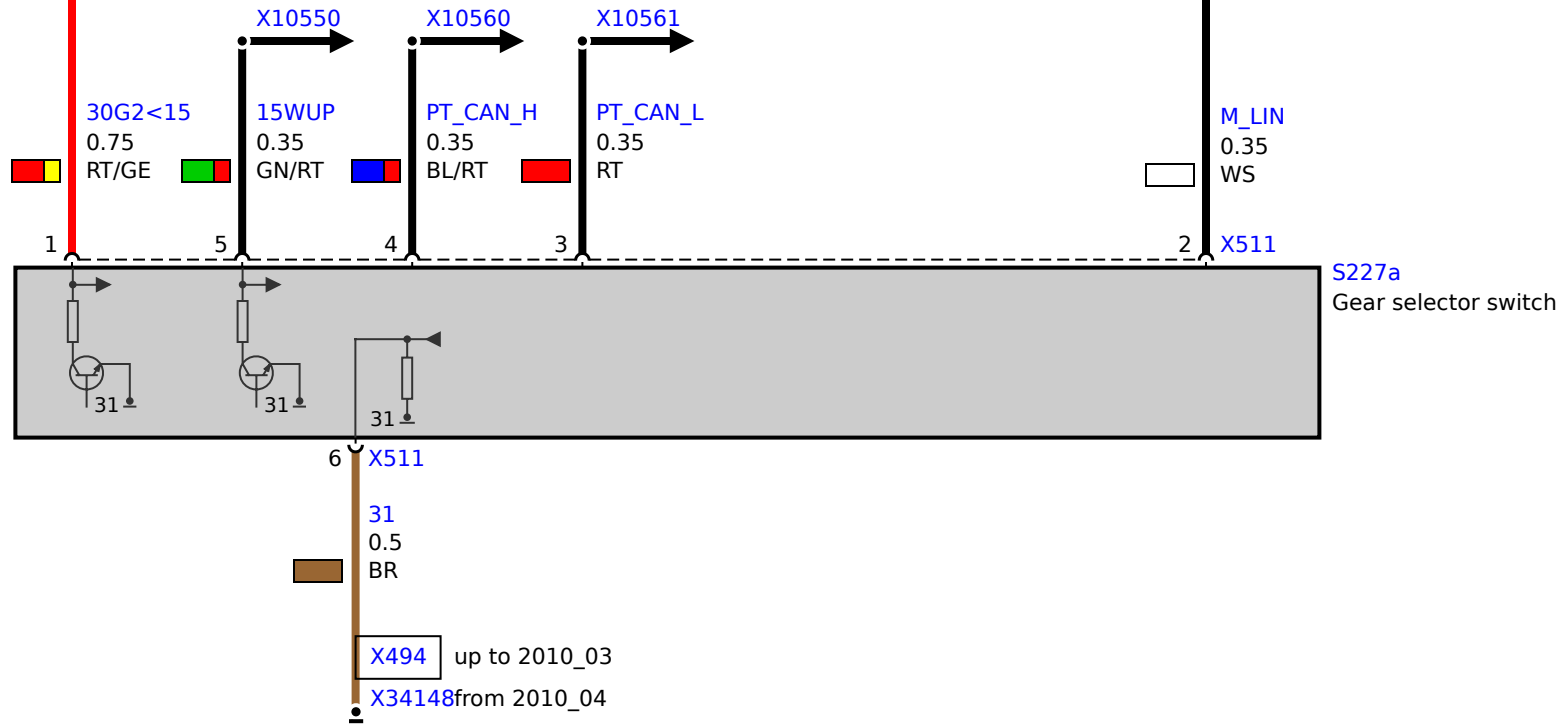 X10550
X10560
X10561
30G2<15
0.75
RT/GE
15WUP
0.35
GN/RT
PT_CAN_H
0.35
BL/RT
PT_CAN_L
0.35
RT
M_LIN
0.35
WS
1
5
4
3
2 X511
S227a
Gear selector switch
31
31
31
6 X511
31
0.5
BR
X494 up to 2010_03
X34148from 2010_04